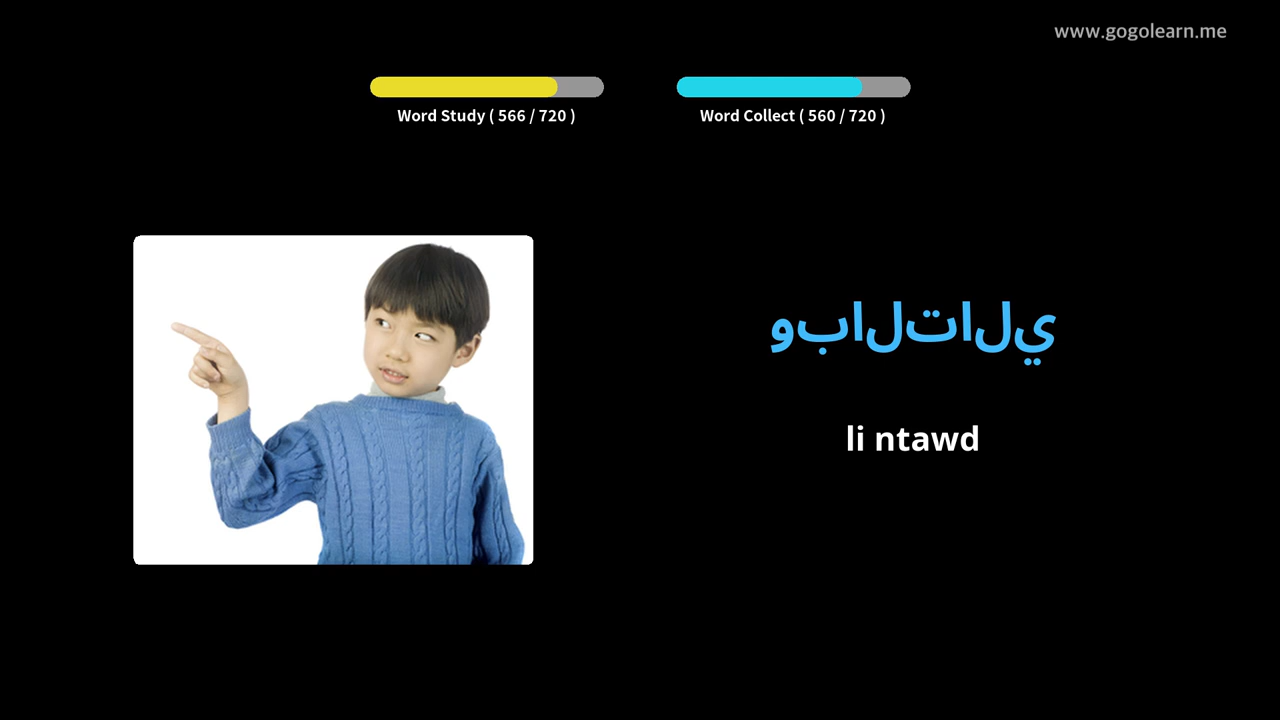 www.gogolearn.me
Word Study ( 566 / 720 )
Word Collect ( 560 / 720 )
وبالتالي
li ntawd